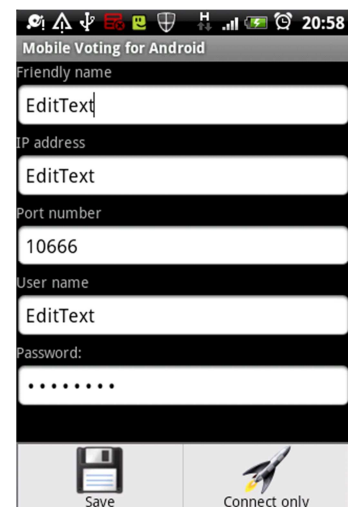 H 20:58
Mobile Voting for Android
Friendly name
EditText
IP address
EditText
Port number
10666
User name
EditText
Password:
••••••••
Save
Connect only